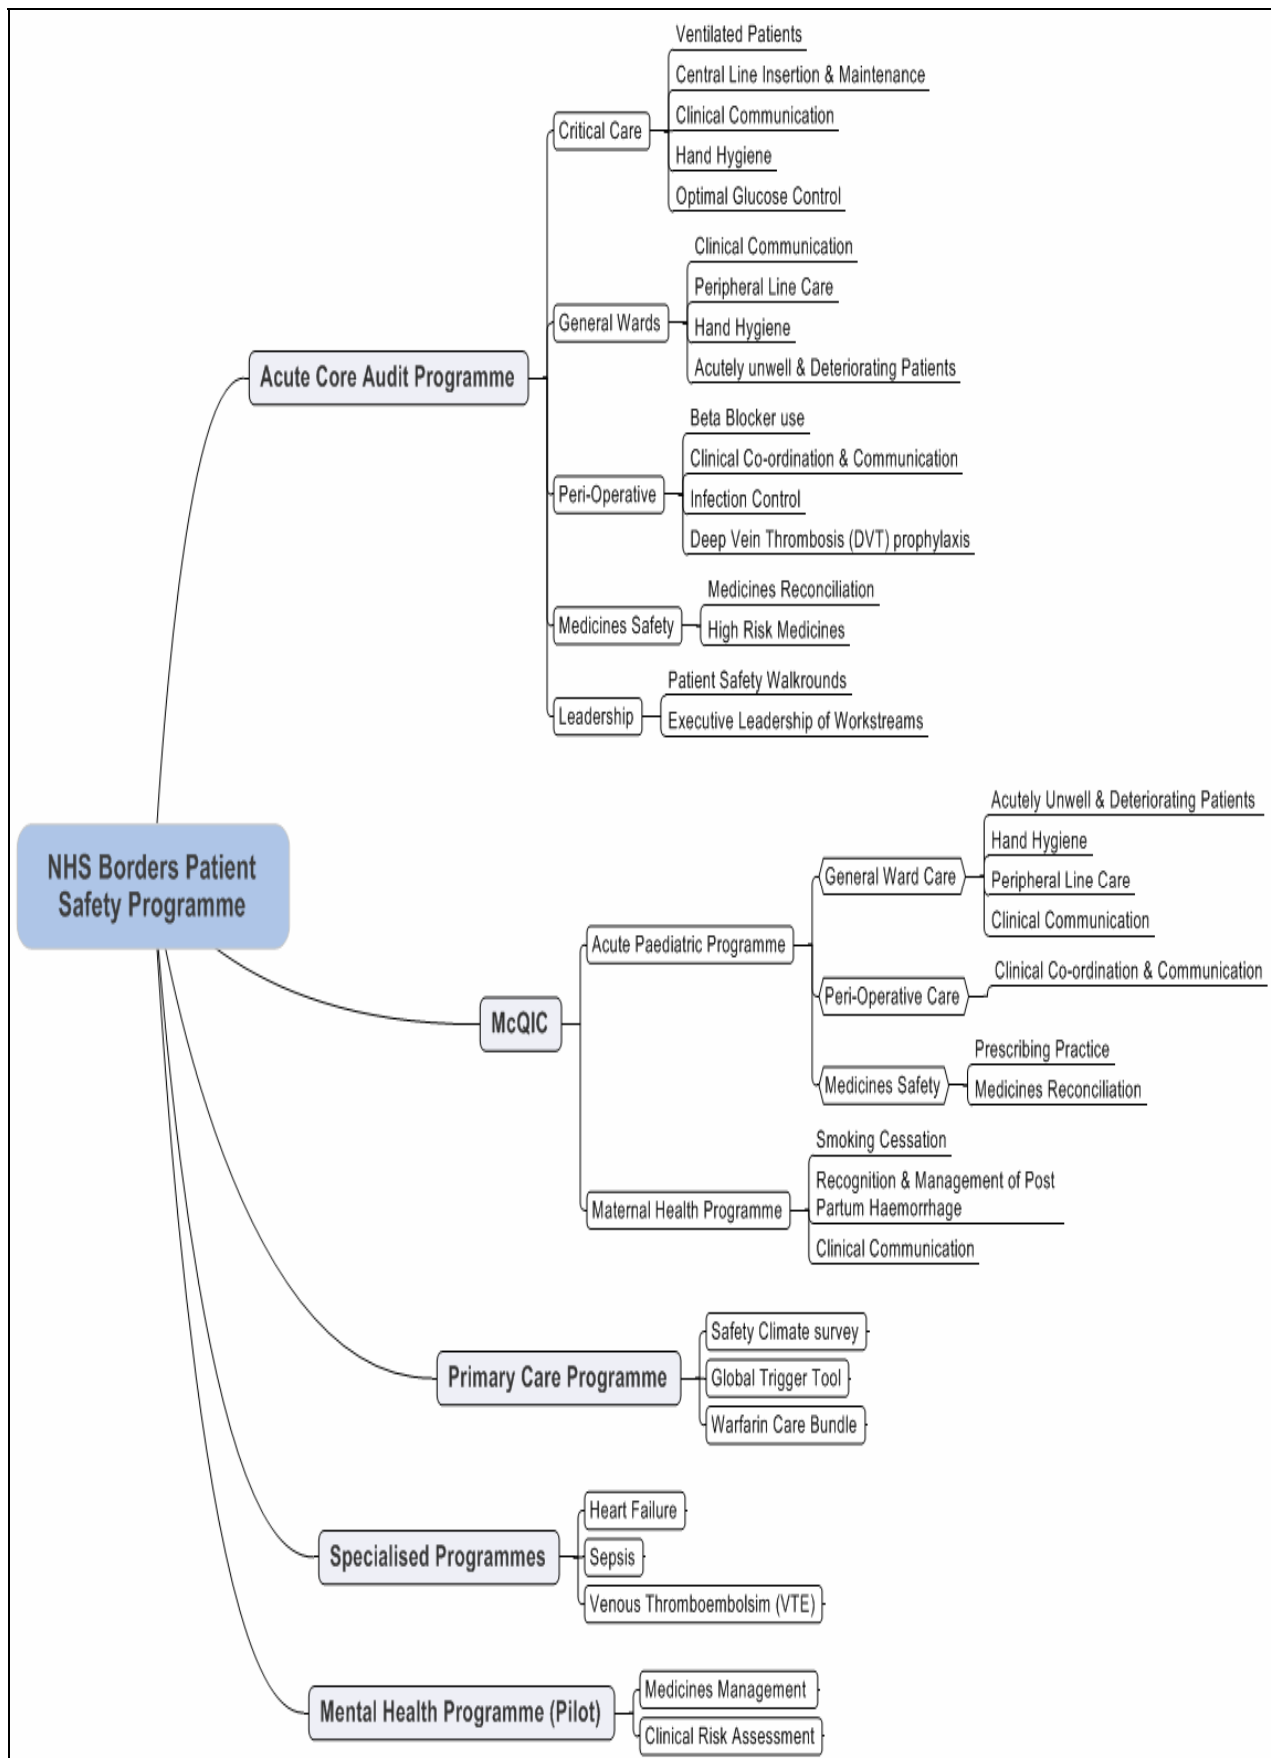 NHS Borders Patient
Safety Programme
Acute Core Audit Programme
Critical Care
Ventilated Patients
Central Line Insertion & Maintenance
Clinical Communication
Hand Hygiene
Optimal Glucose Control
General Wards
Clinical Communication
Peripheral Line Care
Hand Hygiene
Acutely unwell & Deteriorating Patients
Peri-Operative
Beta Blocker use
Clinical Co-ordination & Communication
Infection Control
Deep Vein Thrombosis (DVT) prophylaxis
Medicines Safety
Medicines Reconciliation
High Risk Medicines
Leadership
Patient Safety Walkrounds
Executive Leadership of Workstreams
McQIC
Acute Paediatric Programme
General Ward Care
Acutely Unwell & Deteriorating Patients
Hand Hygiene
Peripheral Line Care
Clinical Communication
Peri-Operative Care
Clinical Co-ordination & Communication
Medicines Safety
Prescribing Practice
Medicines Reconciliation
Maternal Health Programme
Smoking Cessation
Recognition & Management of Post
Partum Haemorrhage
Clinical Communication
Primary Care Programme
Safety Climate survey
Global Trigger Tool
Warfarin Care Bundle
Specialised Programmes
Heart Failure
Sepsis
Venous Thromboembolsim (VTE)
Mental Health Programme (Pilot)
Medicines Management
Clinical Risk Assessment